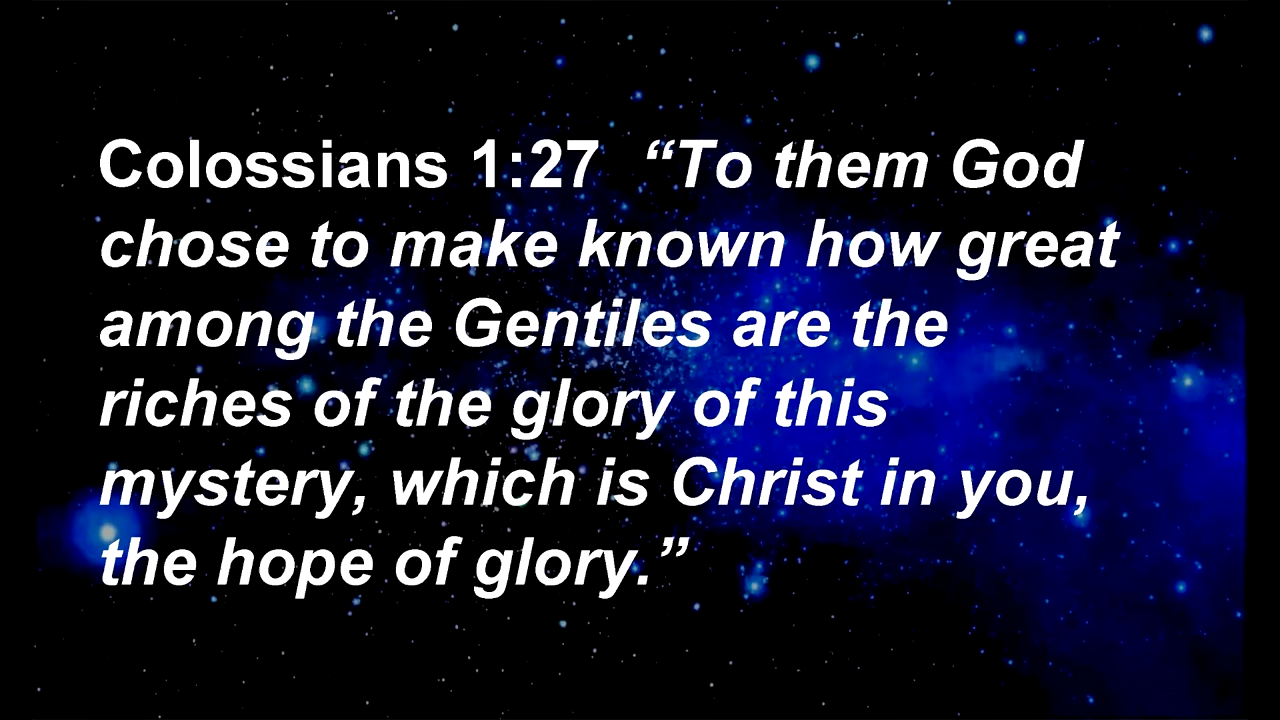 Colossians 1:27  “To them God
chose to make known how great
among the Gentiles are the
riches of the glory of this
mystery, which is Christ in you,
the hope of glory.”